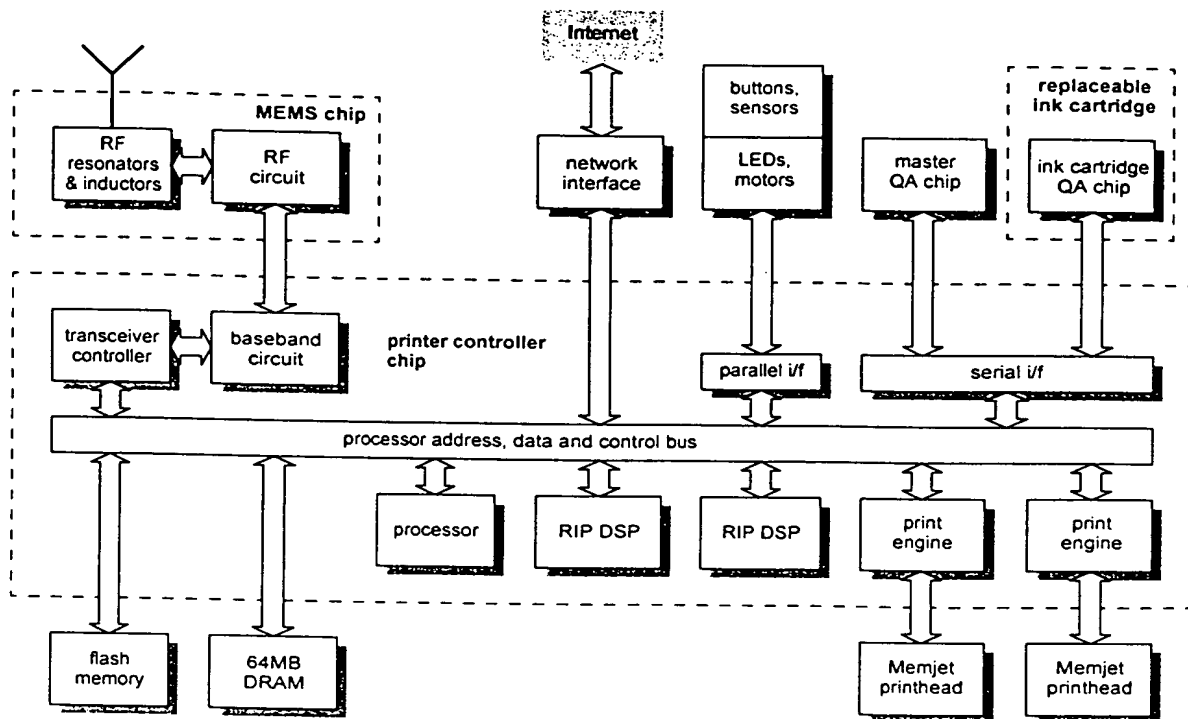 Internet
MEMS chip
RF
resonators
& inductors
RF
circuit
network
interface
buttons,
sensors
LEDs,
motors
master
QA chip
replaceable
ink cartridge
ink cartridge
QA chip
transceiver
controller
baseband
circuit
printer controller
chip
parallel i/f
serial i/f
processor address, data and control bus
processor
RIP DSP
RIP DSP
print
engine
print
engine
flash
memory
64MB
DRAM
Memjet
printhead
Memjet
printhead